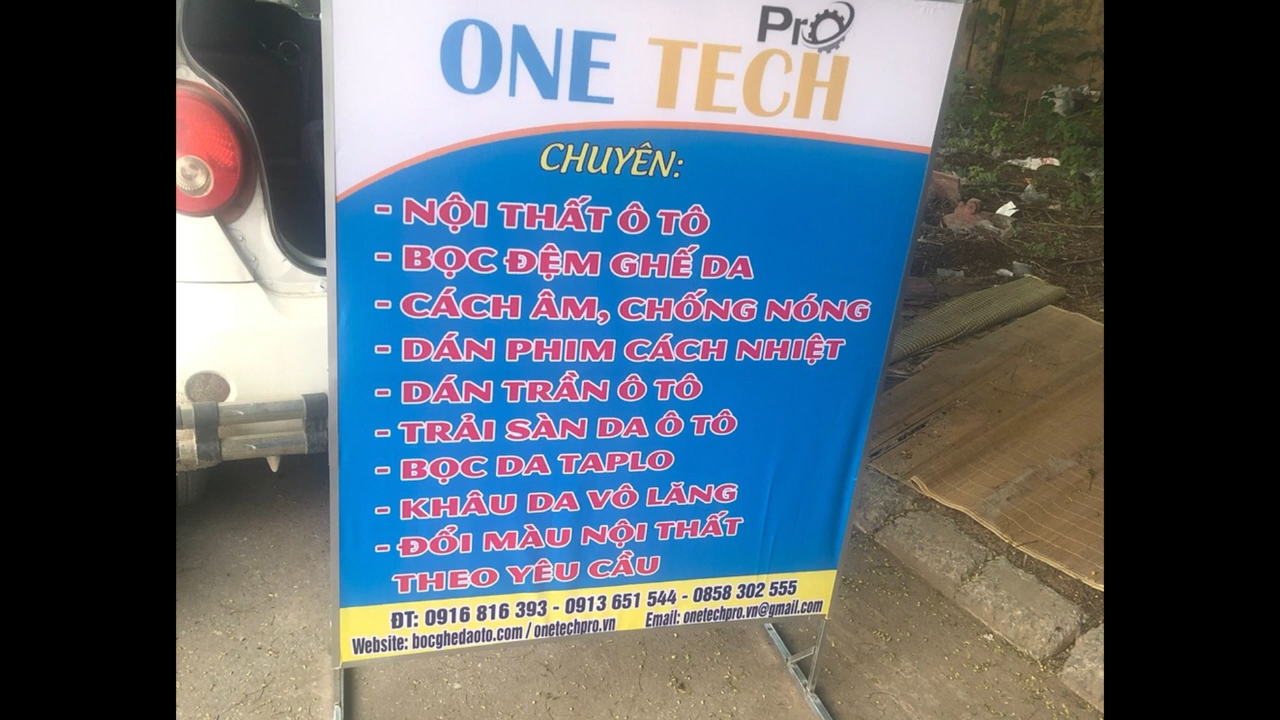 Pro
ONE TECH
CHUYÊN:
- NỘI THẤT Ô TÔ
- BỌC ĐỆM GHẾ DA
- CÁCH ÂM, CHỐNG NÓNG
- DÁN PHIM CÁCH NHIỆT
- DÁN TRẦN Ô TÔ
- TRẢI SÀN DA Ô TÔ
- BỌC DA TAPLO
- KHÂU DA VÔ LĂNG
- ĐỔI MÀU NỘI THẤT
THEO YÊU CẦU
ĐT: 0916 816 393 - 0913 651 544 - 0858 302 555
Website: bocghedaoto.com / onetechpro.vn Email: onetechpro.vn@gmail.com